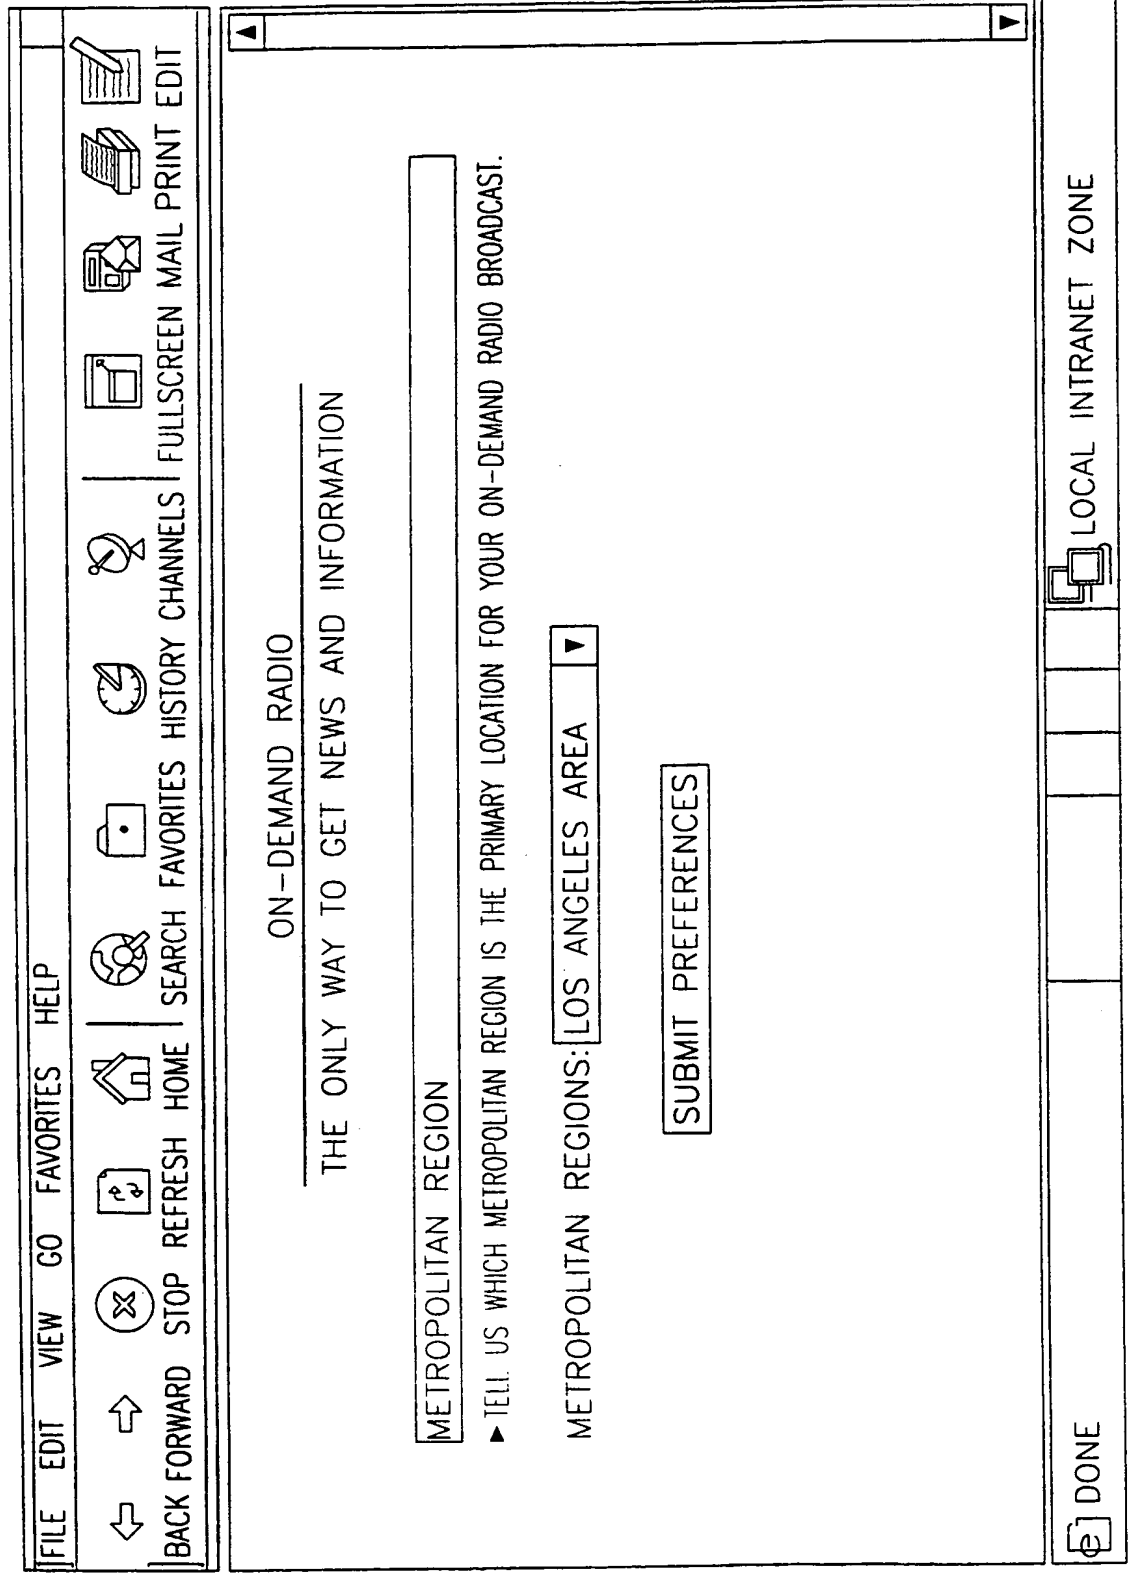 FILE EDIT VIEW GO FAVORITES HELP
BACK FORWARD STOP REFRESH HOME SEARCH FAVORITES HISTORY CHANNELS FULLSCREEN MAIL PRINT EDIT
ON-DEMAND RADIO
THE ONLY WAY TO GET NEWS AND INFORMATION
METROPOLITAN REGION
►TELL US WHICH METROPOLITAN REGION IS THE PRIMARY LOCATION FOR YOUR ON-DEMAND RADIO BROADCAST.
METROPOLITAN REGIONS: LOS ANGELES AREA
SUBMIT PREFERENCES
e DONE LOCAL INTRANET ZONE